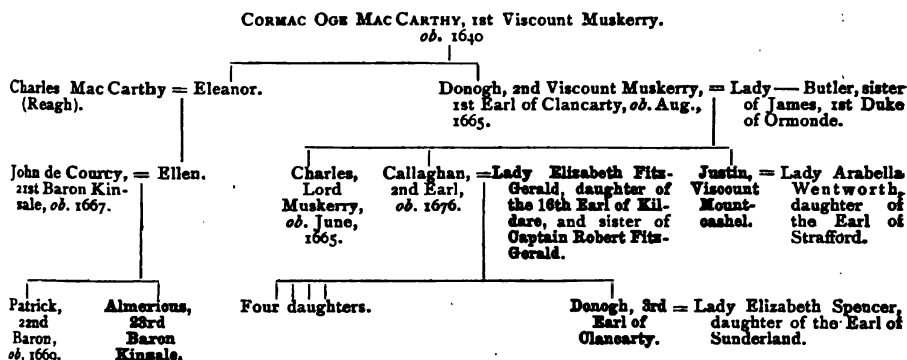 CORMAC OGE MAC CARTHY, 1st Viscount Muskerry.
ob. 1640
Charles Mac Carthy = Eleanor.
(Reagh).
Donogh, 2nd Viscount Muskerry, = Lady — Butler, sister
1st Earl of Clancarty, ob. Aug., of James, 1st Duke
1665. of Ormonde.
John de Courcy, = Ellen.
21st Baron Kin-
sale, ob. 1667.
Charles,
Lord
Muskerry,
ob. June,
1665.
Callaghan,
2nd Earl,
ob. 1676.
= Lady Elizabeth Fitz-
Gerald, daughter of
the 16th Earl of Kil-
dare, and sister of
Captain Robert Fitz-
Gerald.
Justin,
Viscount
Mount-
cashel.
= Lady Arabella
Wentworth,
daughter of
the Earl of
Strafford.
Patrick,
22nd
Baron,
ob. 1669.
Almericus,
23rd
Baron
Kinsale.
Four daughters.
Donogh, 3rd
Earl of
Clancarty.
= Lady Elizabeth Spencer,
daughter of the Earl of
Sunderland.